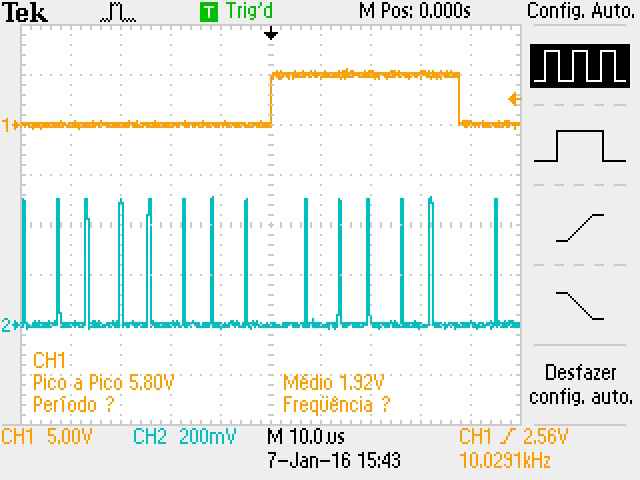 Tek T Trig'd M Pos: 0.000s Config. Auto.
1
2
CH1
Pico a Pico 5.80V Médio 1.92V
Período ? Freqüência ?
Desfazer
config. auto.
CH1 5.00V CH2 200mV M 10.0us CH1 2.56V
7-Jan-16 15:43 10.0291kHz